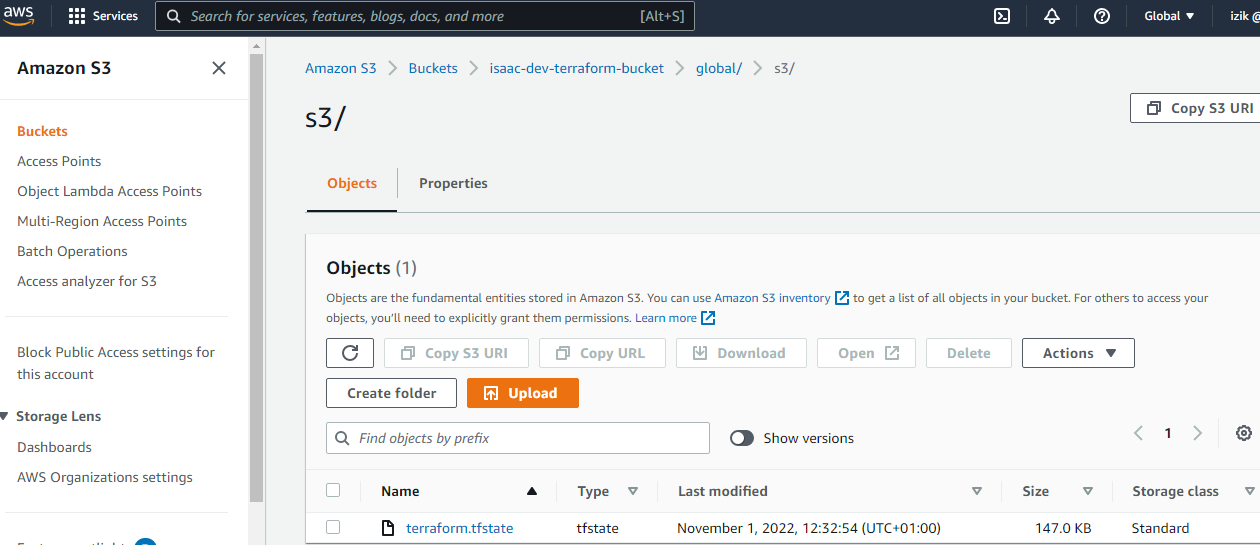 aws
Services
Search for services, features, blogs, docs, and more
[Alt+S]
Global
izik @
Amazon S3
Buckets
Access Points
Object Lambda Access Points
Multi-Region Access Points
Batch Operations
Access analyzer for S3
Block Public Access settings for
this account
Storage Lens
Dashboards
AWS Organizations settings
Amazon S3
Buckets
isaac-dev-terraform-bucket
global/
s3/
s3/
Copy S3 URI
Objects
Properties
Objects (1)
Objects are the fundamental entities stored in Amazon S3. You can use Amazon S3 inventory to get a list of all objects in your bucket. For others to access your
objects, you'll need to explicitly grant them permissions. Learn more
Copy S3 URI
Copy URL
Download
Open
Delete
Actions
Create folder
Upload
Find objects by prefix
Show versions
1
Name Type Last modified Size Storage class
terraform.tfstate tfstate November 1, 2022, 12:32:54 (UTC+01:00) 147.0 KB Standard